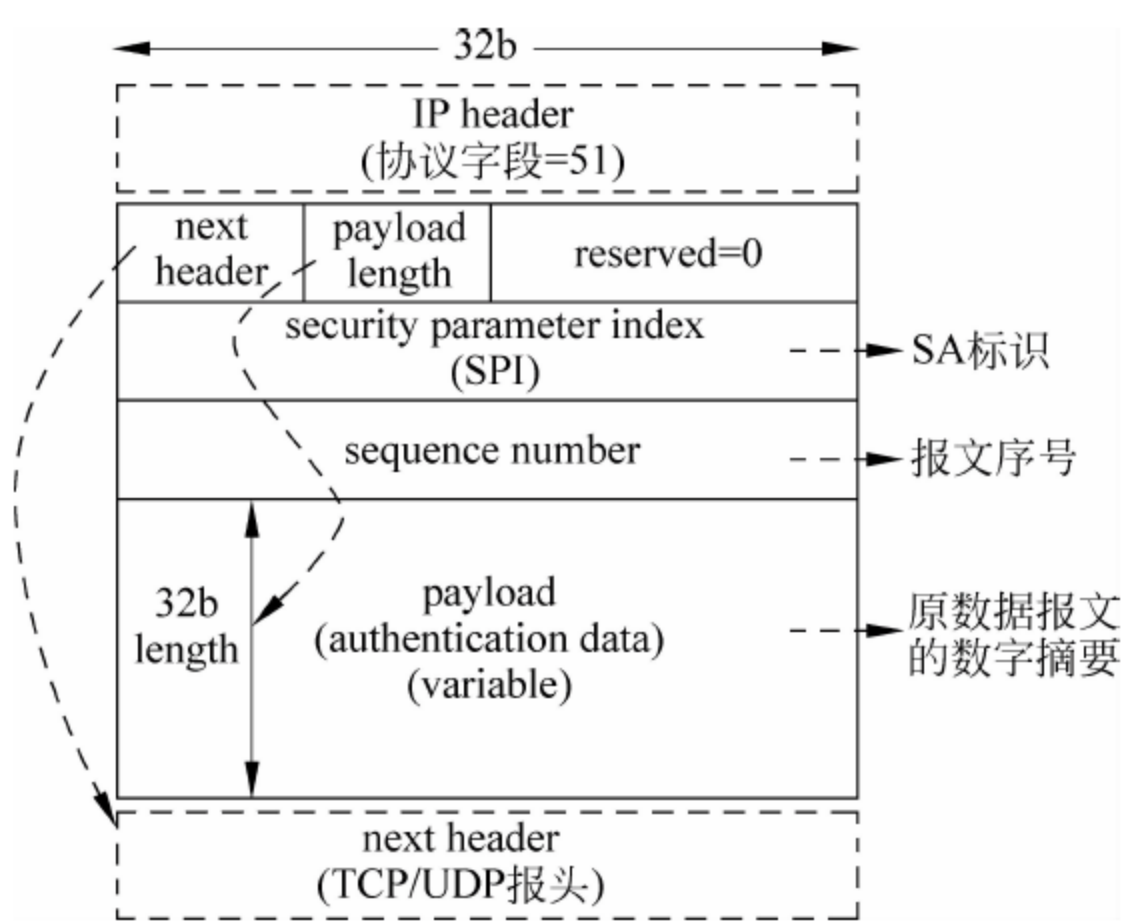 32b
IP header
(协议字段=51)
next
header
payload
length
reserved=0
security parameter index
(SPI)
SA标识
sequence number
报文序号
32b
length
payload
(authentication data)
(variable)
原数据报文
的数字摘要
next header
(TCP/UDP报头)